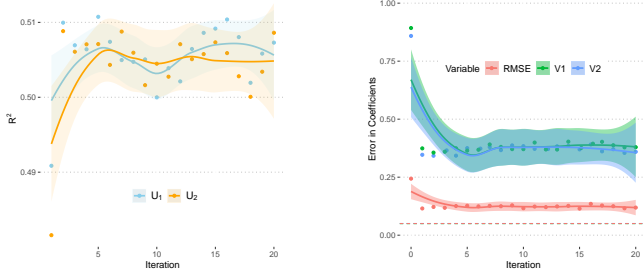 0.51
0.50
0.49
R²
5
10
15
20
Iteration
U₁
U₂
1.00
0.75
0.50
0.25
0.00
Error in Coefficients
Variable RMSE V1 V2
0
5
10
15
20
Iteration